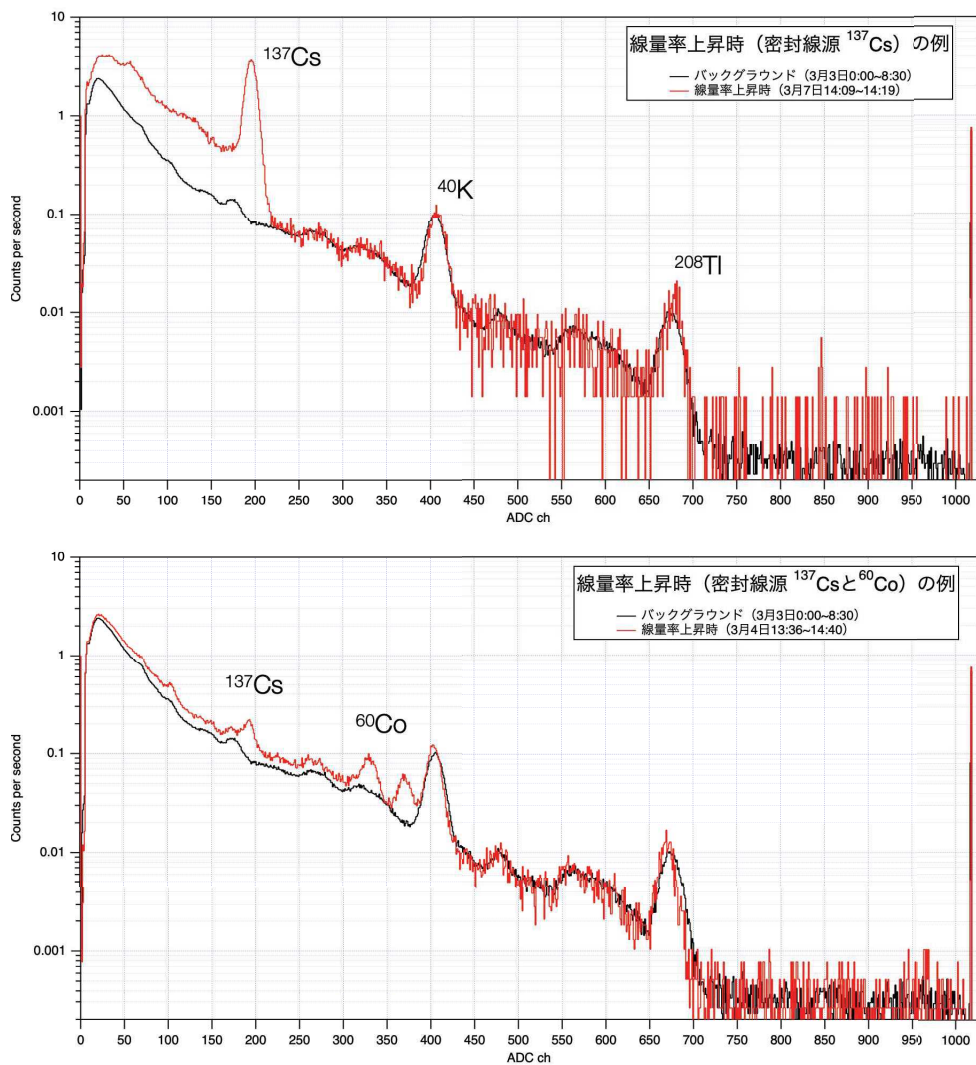 線量率上昇時（密封線源 ¹³⁷Cs）の例
バックグラウンド（3月3日0:00~8:30）
線量率上昇時（3月7日14:09~14:19）
¹³⁷Cs
⁴⁰K
²⁰⁸Tl
Counts per second
10
1
0.1
0.01
0.001
0 50 100 150 200 250 300 350 400 450 500 550 600 650 700 750 800 850 900 950 1000
ADC ch
線量率上昇時（密封線源 ¹³⁷Csと⁶⁰Co）の例
バックグラウンド（3月3日0:00~8:30）
線量率上昇時（3月4日13:36~14:40）
¹³⁷Cs
⁶⁰Co
Counts per second
10
1
0.1
0.01
0.001
0 50 100 150 200 250 300 350 400 450 500 550 600 650 700 750 800 850 900 950 1000
ADC ch